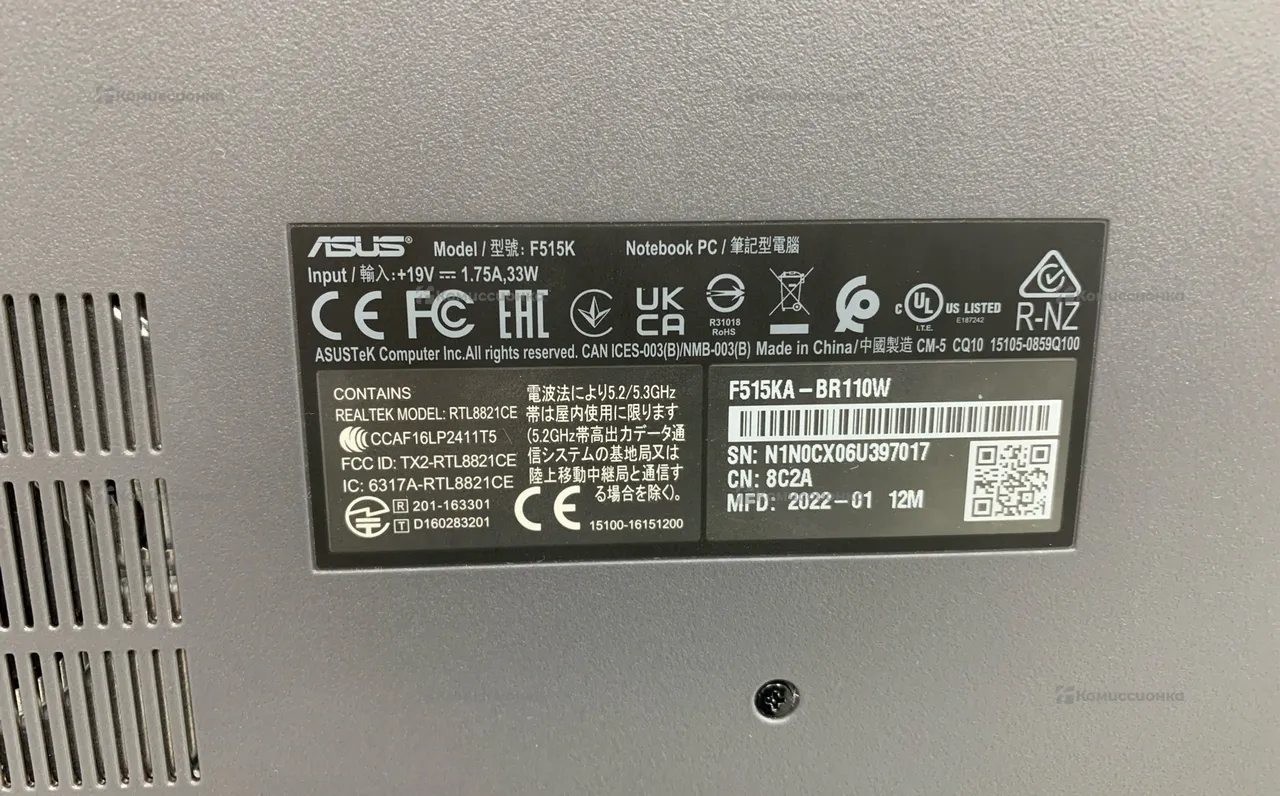 ASUS® Model / 型號: F515K Notebook PC / 筆記型電腦
Input / 輸入:+19V ⎓ 1.75A,33W
CE FC EAC UK CA R31018 RoHS c UL US LISTED I.T.E. E187242 R-NZ
ASUSTeK Computer Inc.All rights reserved. CAN ICES-003(B)/NMB-003(B) Made in China/中國製造 CM-5 CQ10 15105-0859Q100
CONTAINS
REALTEK MODEL: RTL8821CE
CCAF16LP2411T5
FCC ID: TX2-RTL8821CE
IC: 6317A-RTL8821CE
R 201-163301
T D160283201
電波法により5.2/5.3GHz
帯は屋内使用に限ります
(5.2GHz帯高出力データ通
信システムの基地局又は
陸上移動中継局と通信す
る場合を除く)。
CE 15100-16151200
F515KA-BR110W
SN: N1N0CX06U397017
CN: 8C2A
MFD: 2022-01 12M
Комиссионка
Комиссионка
Комиссионка
Комиссионка
Комиссионка
Комиссионка
Комиссионка